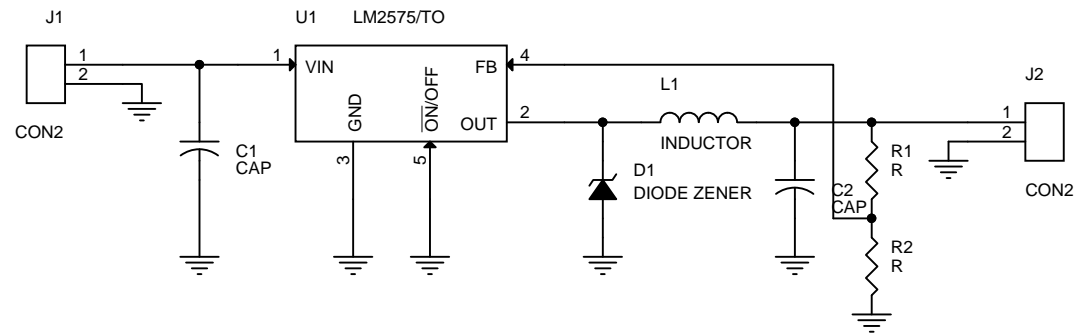 J1
U1
LM2575/TO
1
2
CON2
1
VIN
FB
4
GND
ON/OFF
OUT
2
3
5
C1
CAP
L1
INDUCTOR
D1
DIODE ZENER
C2
CAP
R1
R
R2
R
J2
1
2
CON2